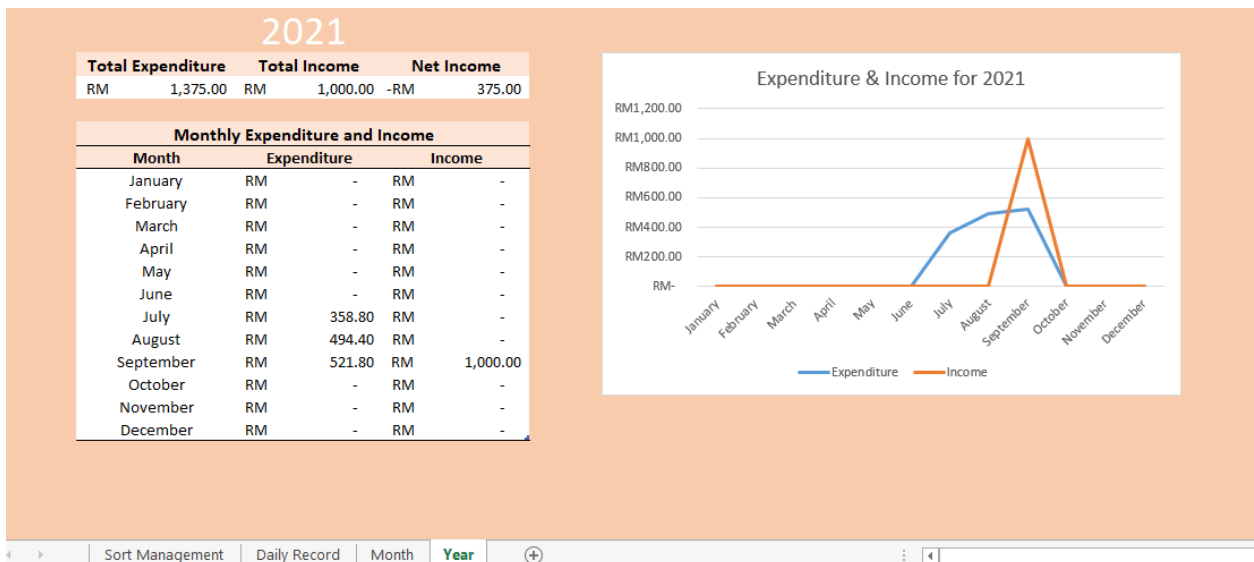 2021
Total Expenditure Total Income Net Income
RM 1,375.00 RM 1,000.00 -RM 375.00
Monthly Expenditure and Income
Month Expenditure Income
January RM - RM -
February RM - RM -
March RM - RM -
April RM - RM -
May RM - RM -
June RM - RM -
July RM 358.80 RM -
August RM 494.40 RM -
September RM 521.80 RM 1,000.00
October RM - RM -
November RM - RM -
December RM - RM -
Expenditure & Income for 2021
RM1,200.00
RM1,000.00
RM800.00
RM600.00
RM400.00
RM200.00
RM-
January February March April May June July August September October November December
Expenditure Income
Sort Management Daily Record Month Year